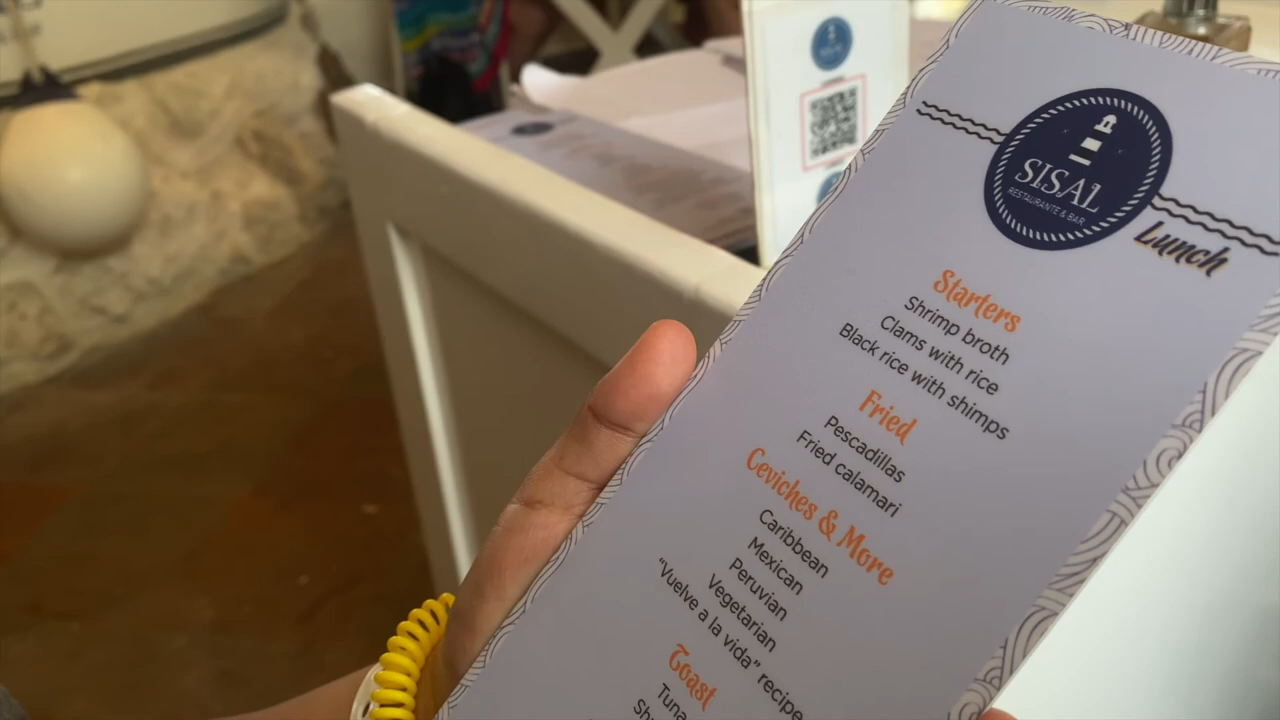 SISAL
RESTAURANTE & BAR
Lunch
Starters
Shrimp broth
Clams with rice
Black rice with shimps
Fried
Pescadillas
Fried calamari
Ceviches & More
Caribbean
Mexican
Peruvian
Vegetarian
"Vuelve a la vida" recipe
Toast
Tuna